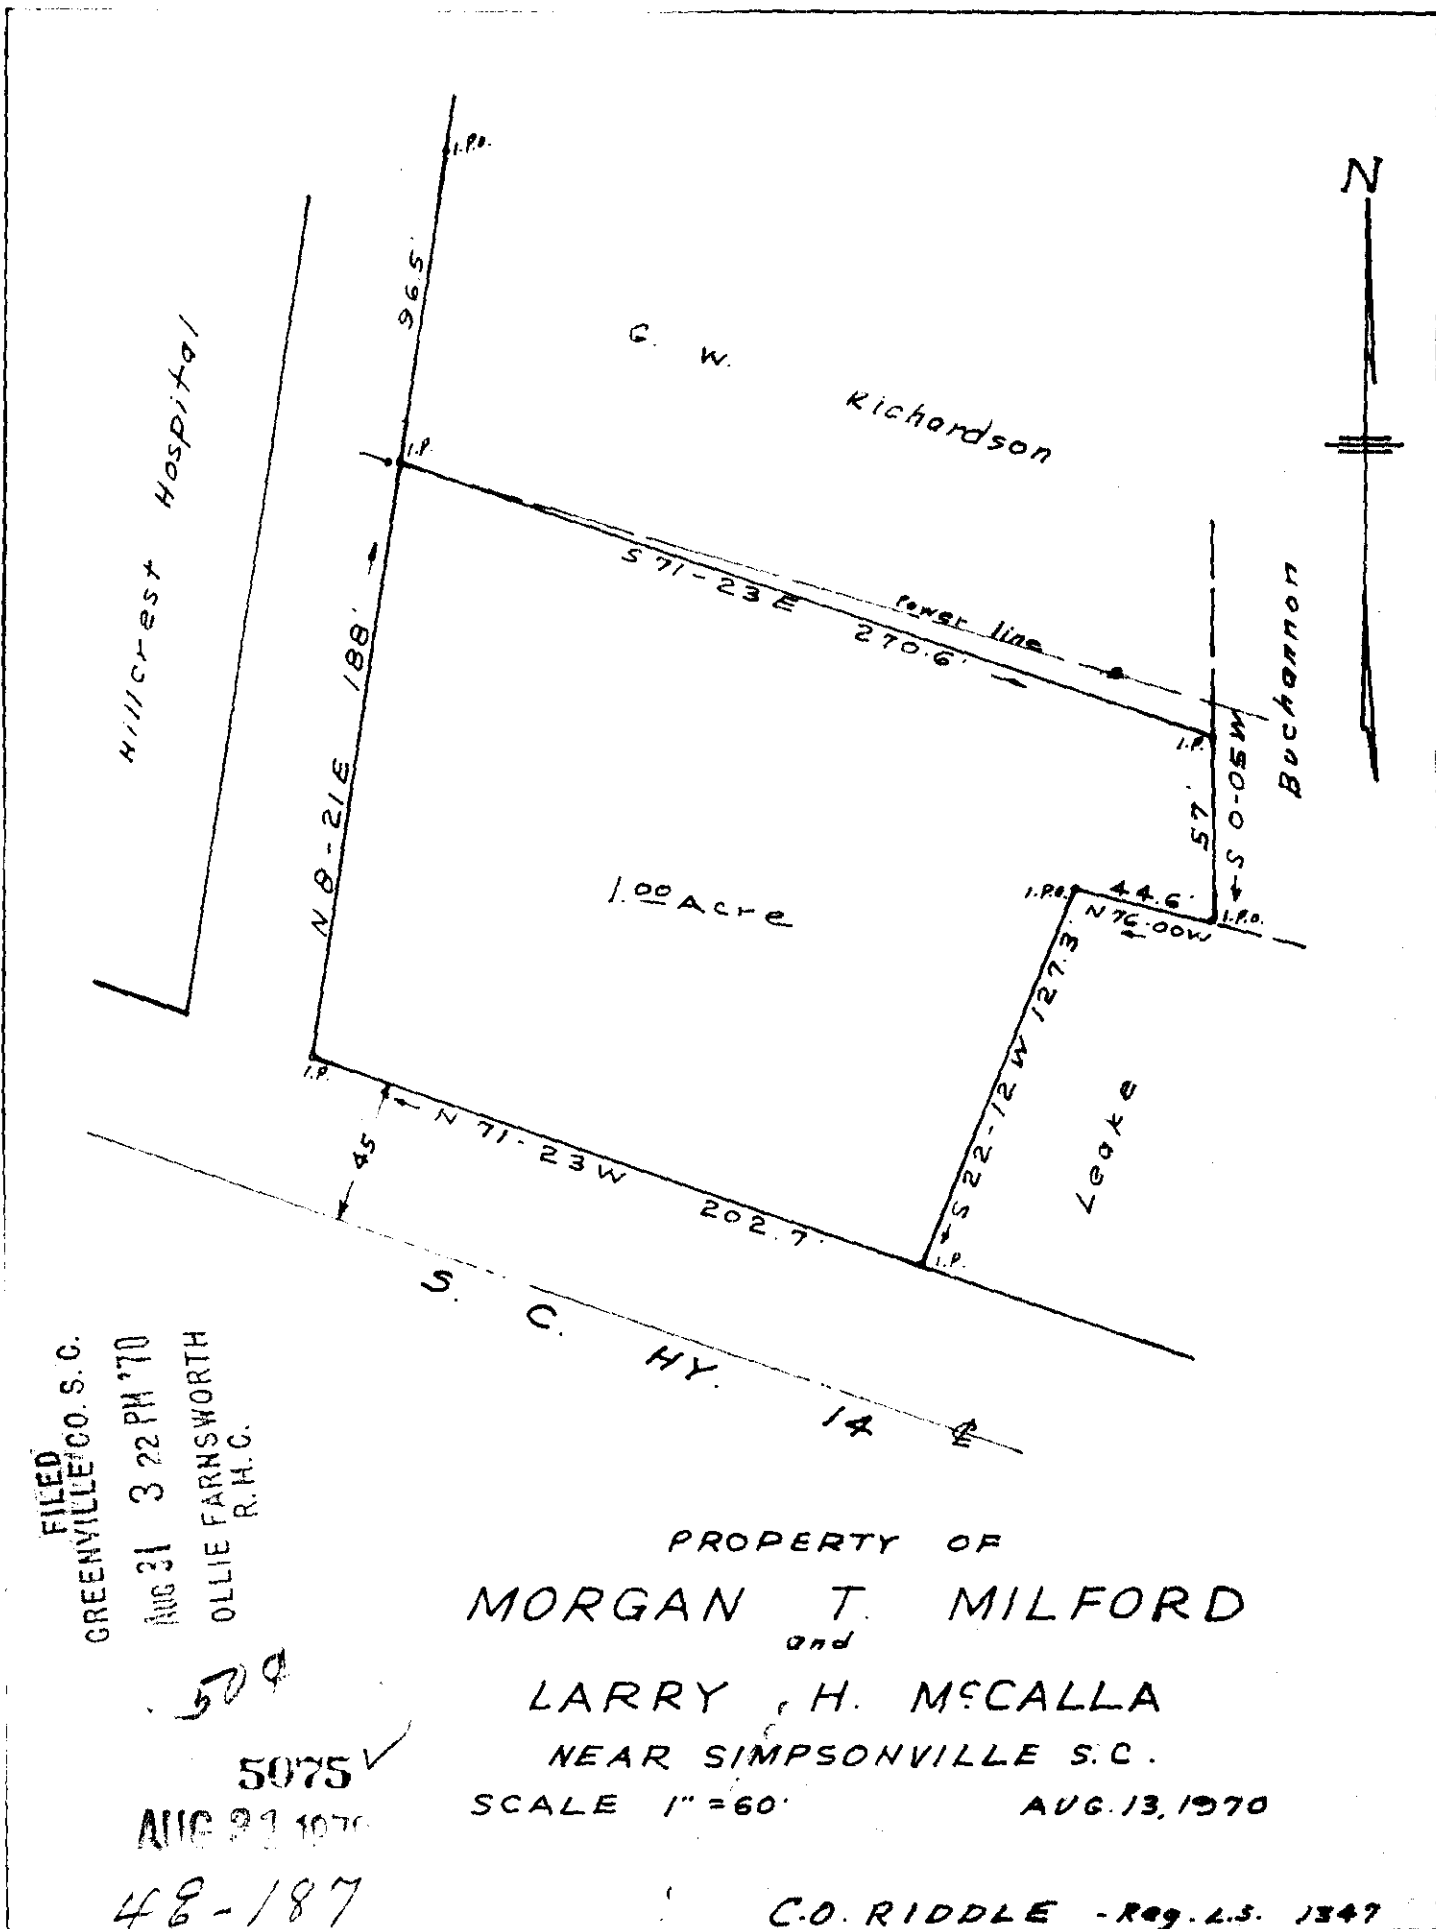 I.P.O.
N
96.5'
Hillcrest Hospital
G. W. Richardson
I.P.
S 71-23 E 270.6'
Power line
Buchannon
N 8-21 E 188'
I.P.
57'
S 0-05 W
1.00 Acre
I.P.O.
44.6'
N 76-00 W
I.P.O.
S 22-12 W 127.3'
Leake
I.P.
45
N 71-23 W 202.7'
I.P.
S. C. HY. 14 ℄
FILED
GREENVILLE CO. S. C.
AUG 31 3 22 PM '70
OLLIE FARNSWORTH
R.M.C.
50¢
5075 ✓
48-187
PROPERTY OF
MORGAN T. MILFORD
and
LARRY H. McCALLA
NEAR SIMPSONVILLE S.C.
SCALE 1" = 60' AUG. 13, 1970
C.O. RIDDLE - Reg. L.S. 1347